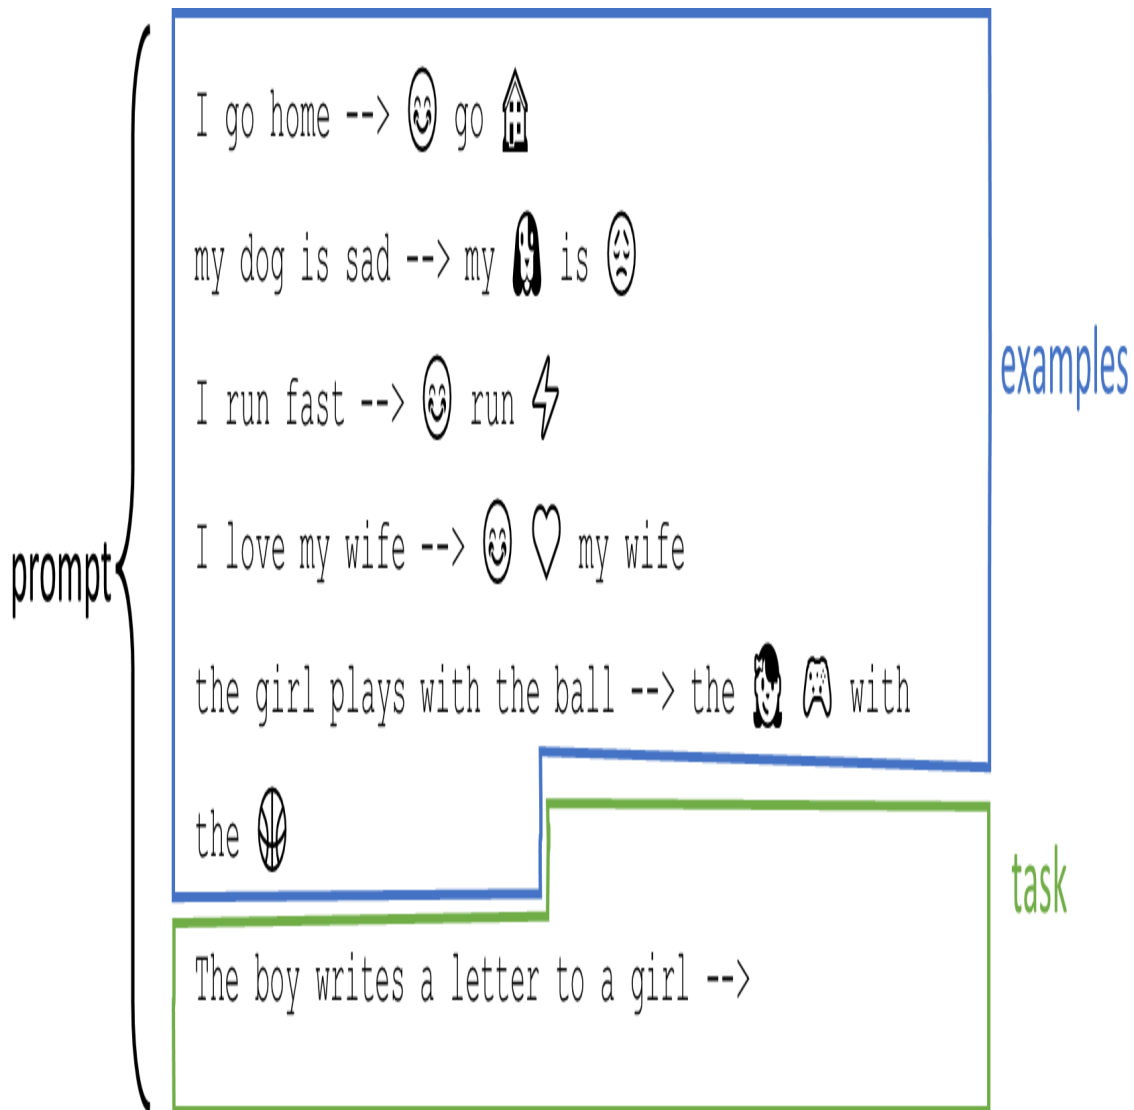 I go home --> 😊 go 🏠
my dog is sad --> my 🐶 is 😞
I run fast --> 😊 run ⚡
I love my wife --> 😊 ♥ my wife
the girl plays with the ball --> the 👧 🎮 with
the 🏀
The boy writes a letter to a girl -->
prompt
examples
task